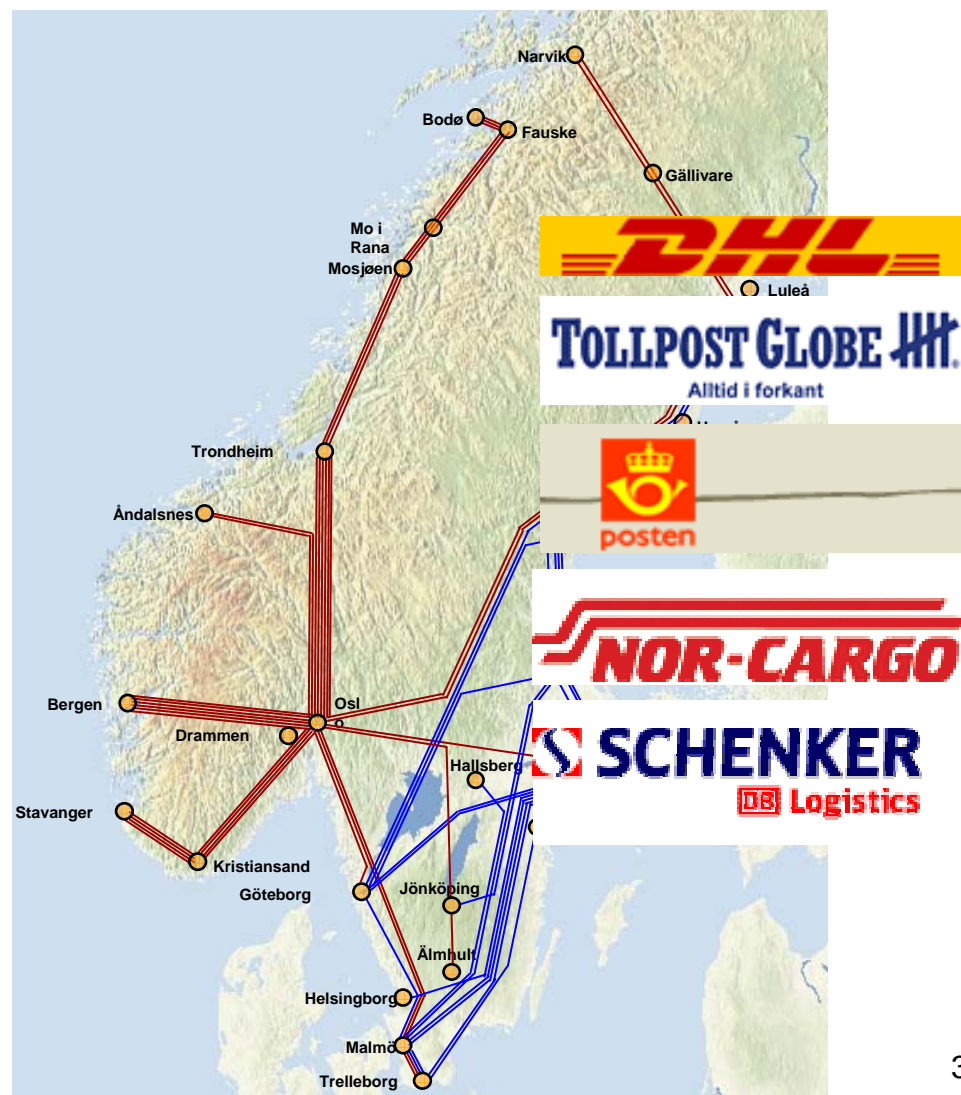 Narvik
Bodø
Fauske
Gällivare
Mo i
Rana
Mosjøen
DHL
Luleå
TOLLPOST GLOBE
Alltid i forkant
Trondheim
Åndalsnes
posten
NOR-CARGO
Bergen
Osl
o
Drammen
SCHENKER
Hallsberg
DB Logistics
Stavanger
Kristiansand
Göteborg
Jönköping
Älmhult
Helsingborg
Malmö
3
Trelleborg